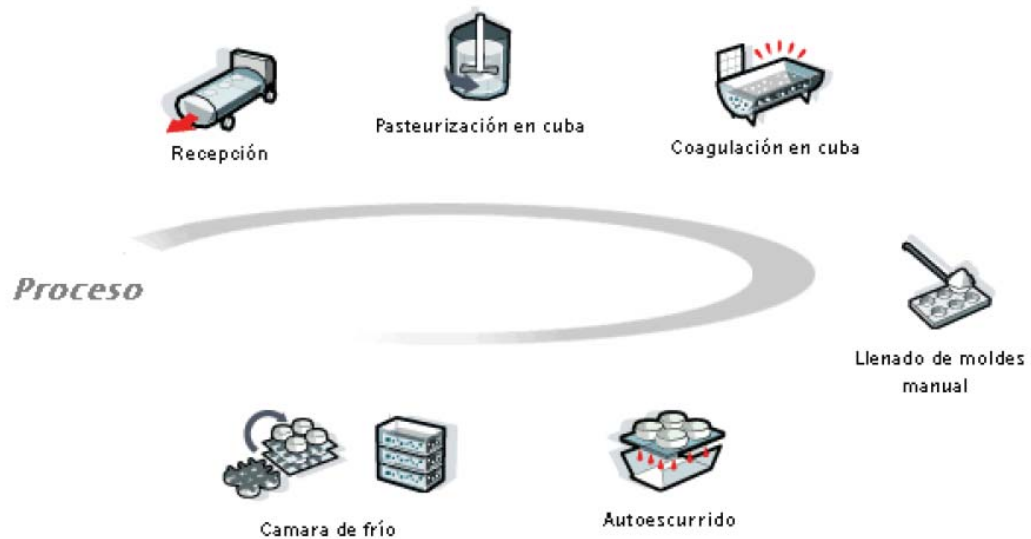 Recepción
Pasteurización en cuba
Coagulación en cuba
Proceso
Llenado de moldes
manual
Autoescurrido
Camara de frío